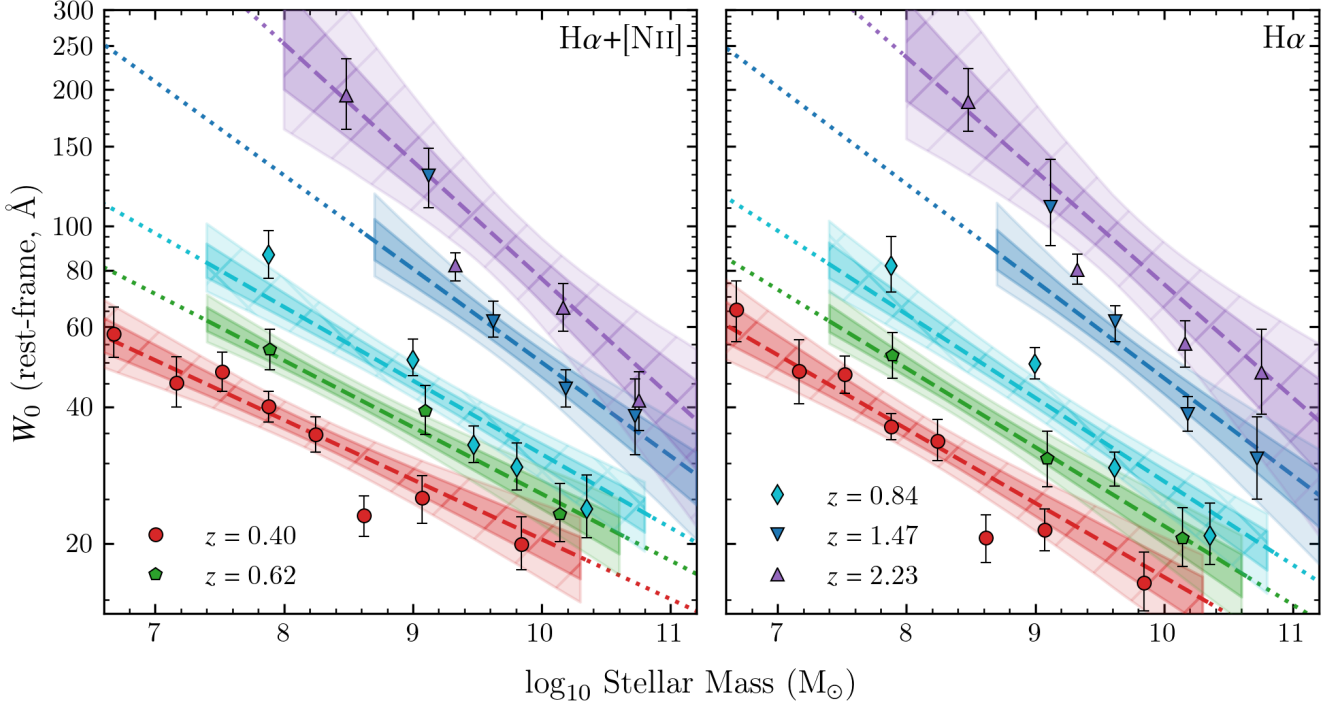 Hα+[NII]
Hα
300
250
200
150
100
80
60
40
20
W₀ (rest-frame, Å)
z = 0.40
z = 0.62
z = 0.84
z = 1.47
z = 2.23
7 8 9 10 11
7 8 9 10 11
log₁₀ Stellar Mass (M⊙)